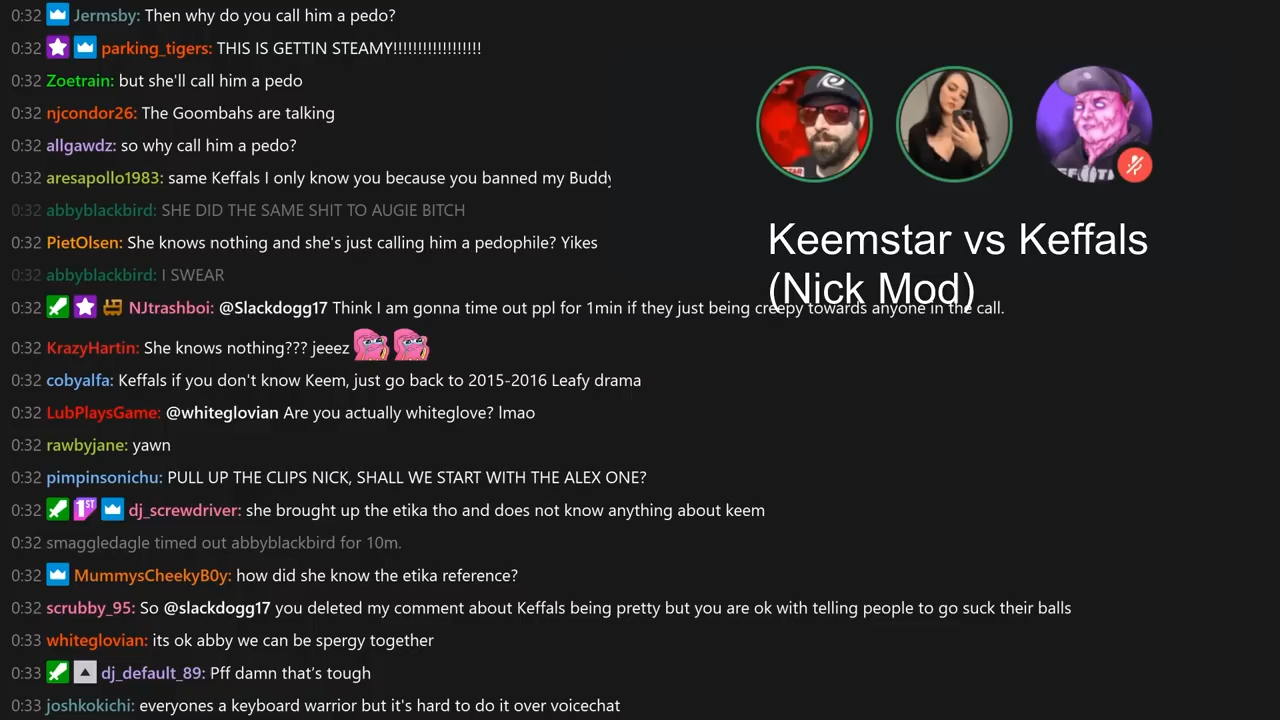 0:32 Jermsby: Then why do you call him a pedo?
0:32 parking_tigers: THIS IS GETTIN STEAMY!!!!!!!!!!!!!!!!!!
0:32 Zoetrain: but she'll call him a pedo
0:32 njcondor26: The Goombahs are talking
0:32 allgawdz: so why call him a pedo?
0:32 aresapollo1983: same Keffals I only know you because you banned my Buddy
0:32 abbyblackbird: SHE DID THE SAME SHIT TO AUGIE BITCH
0:32 PietOlsen: She knows nothing and she's just calling him a pedophile? Yikes
0:32 abbyblackbird: I SWEAR
0:32 NJtrashboi: @Slackdogg17 Think I am gonna time out ppl for 1min if they just being creepy towards anyone in the call.
0:32 KrazyHartin: She knows nothing??? jeeez
0:32 cobyalfa: Keffals if you don't know Keem, just go back to 2015-2016 Leafy drama
0:32 LubPlaysGame: @whiteglovian Are you actually whiteglove? lmao
0:32 rawbyjane: yawn
0:32 pimpinsonichu: PULL UP THE CLIPS NICK, SHALL WE START WITH THE ALEX ONE?
0:32 1ST dj_screwdriver: she brought up the etika tho and does not know anything about keem
0:32 smaggledagle timed out abbyblackbird for 10m.
0:32 MummysCheekyB0y: how did she know the etika reference?
0:32 scrubby_95: So @slackdogg17 you deleted my comment about Keffals being pretty but you are ok with telling people to go suck their balls
0:33 whiteglovian: its ok abby we can be spergy together
0:33 dj_default_89: Pff damn that's tough
0:33 joshkokichi: everyones a keyboard warrior but it's hard to do it over voicechat
Keemstar vs Keffals
(Nick Mod)